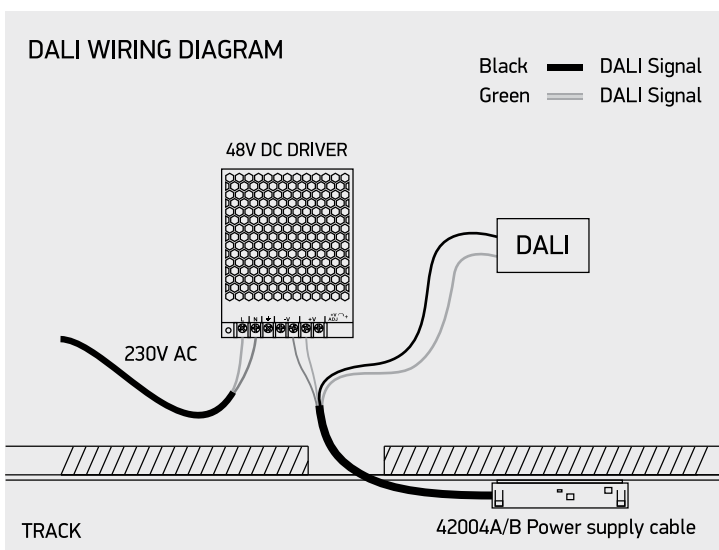 DALI WIRING DIAGRAM
Black DALI Signal
Green DALI Signal
48V DC DRIVER
DALI
L N -V +V +V ADJ +
230V AC
TRACK
42004A/B Power supply cable